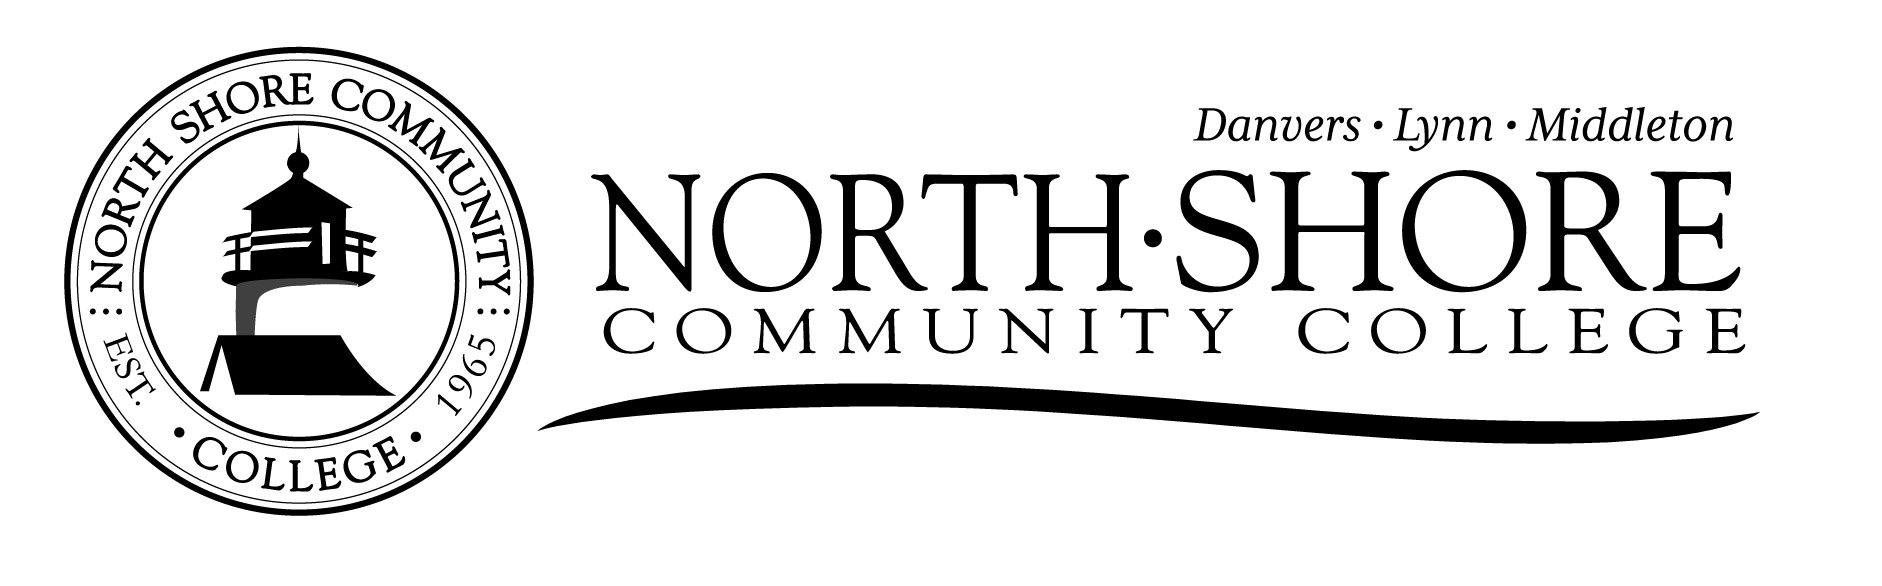 NORTH SHORE COMMUNITY
EST. 1965
• COLLEGE •
Danvers • Lynn • Middleton
NORTH•SHORE
COMMUNITY COLLEGE